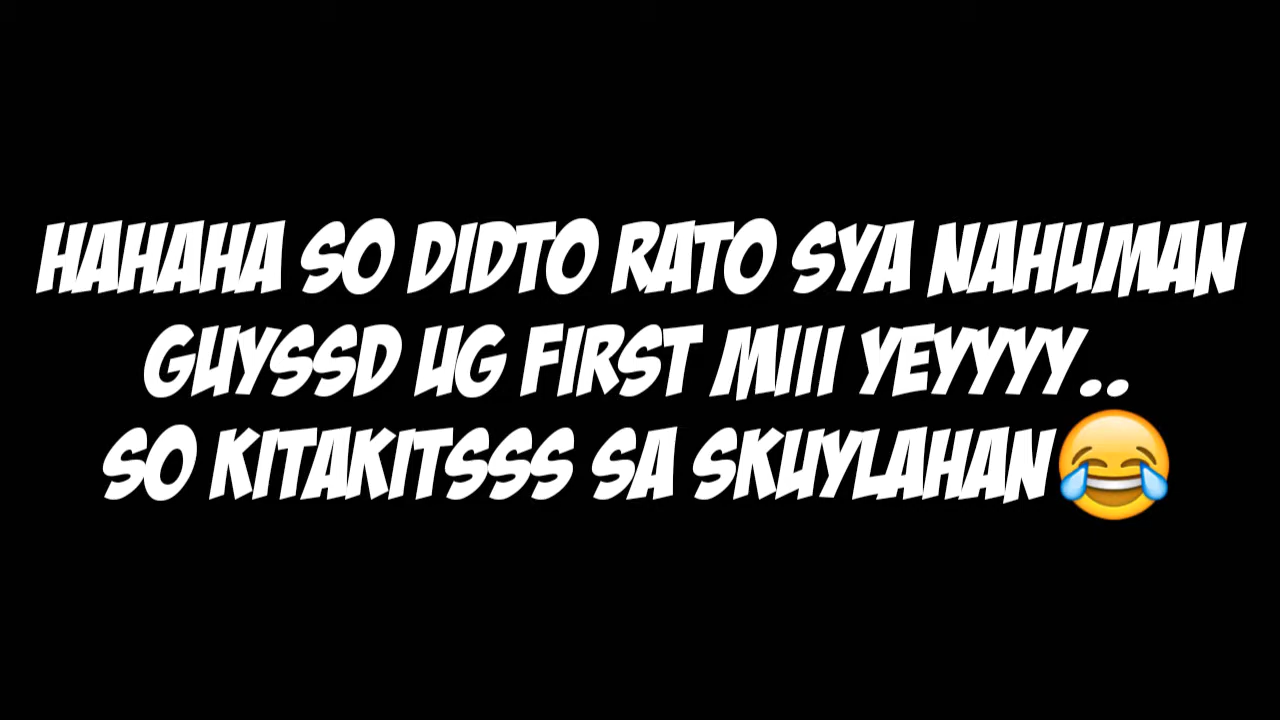 HAHAHA SO DIDTO RATO SYA NAHUMAN
GUYSSD UG FIRST MIII YEYYYY..
SO KITAKITSSS SA SKUYLAHAN😂